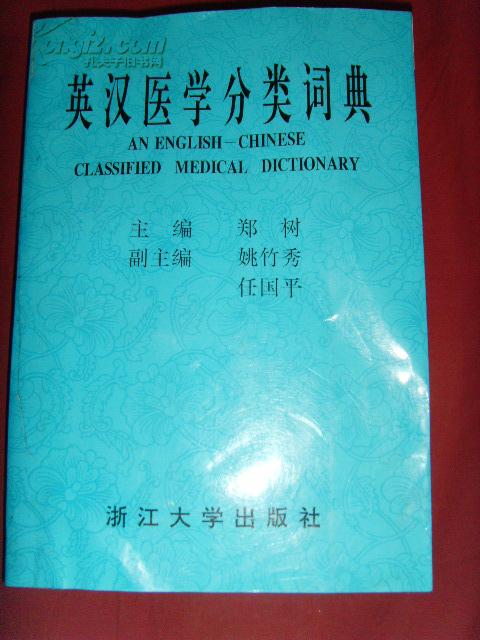 孔夫子旧书网
英汉医学分类词典
AN ENGLISH—CHINESE
CLASSIFIED MEDICAL DICTIONARY
主编 郑树
副主编 姚竹秀
任国平
浙江大学出版社